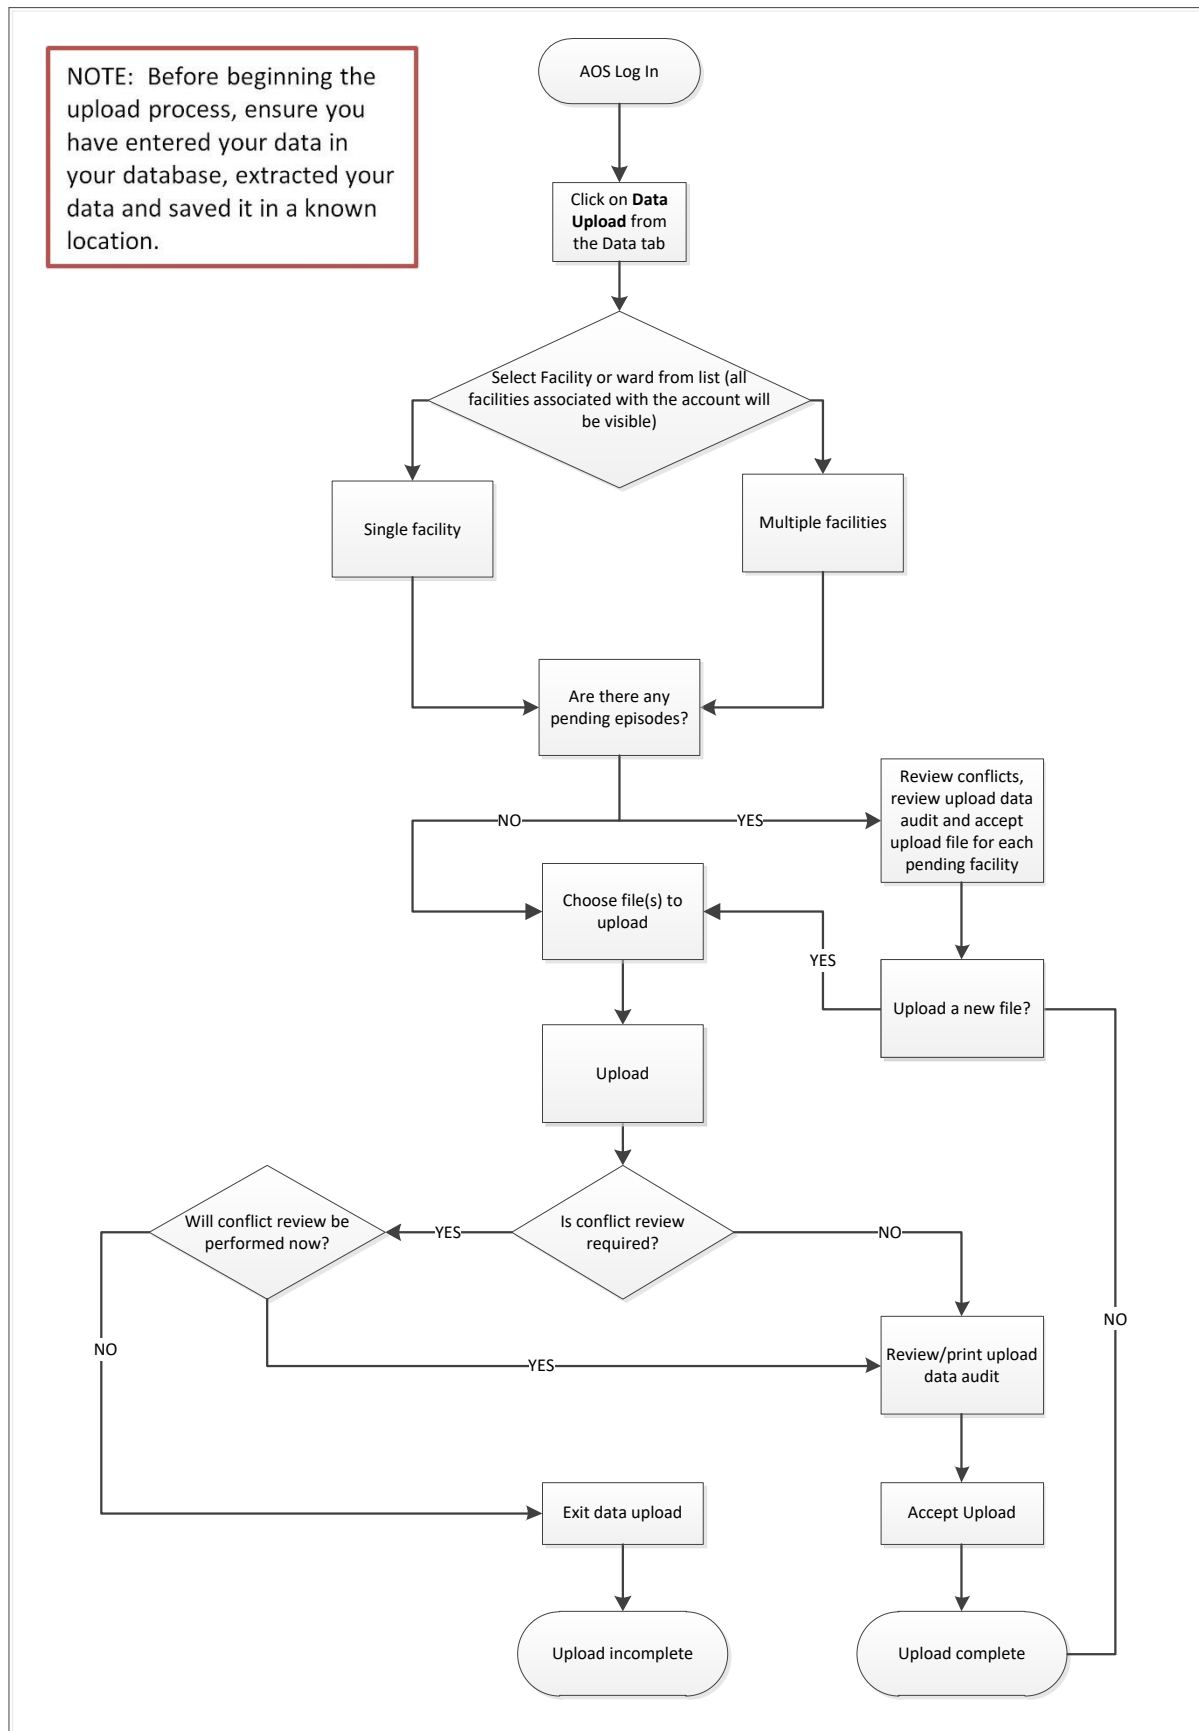 NOTE:  Before beginning the
upload process, ensure you
have entered your data in
your database, extracted your
data and saved it in a known
location.
AOS Log In
Click on Data
Upload from
the Data tab
Select Facility or ward from list (all
facilities associated with the account will
be visible)
Single facility
Multiple facilities
Are there any
pending episodes?
NO
YES
Review conflicts,
review upload data
audit and accept
upload file for each
pending facility
Choose file(s) to
upload
YES
Upload a new file?
Upload
Will conflict review be
performed now?
YES
Is conflict review
required?
NO
NO
NO
YES
Review/print upload
data audit
Exit data upload
Accept Upload
Upload incomplete
Upload complete